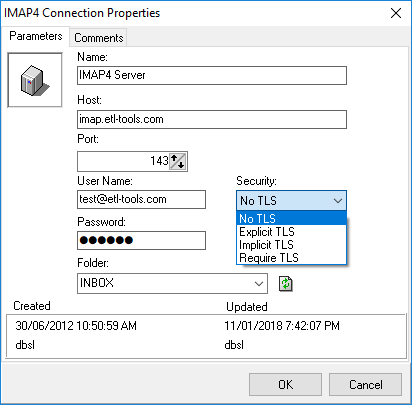 IMAP4 Connection Properties
Parameters
Comments
Name:
IMAP4 Server
Host:
imap.etl-tools.com
Port:
143
User Name:
Security:
test@etl-tools.com
No TLS
No TLS
Explicit TLS
Implicit TLS
Require TLS
Password:
●●●●●●
Folder:
INBOX
Created
Updated
30/06/2012 10:50:59 AM
11/01/2018 7:42:07 PM
dbsl
dbsl
OK
Cancel